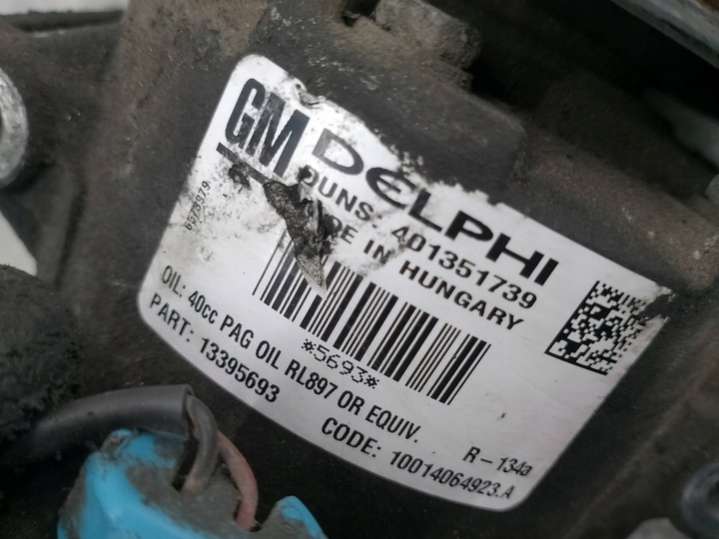 GM DELPHI
DUNS: 401351739
IN HUNGARY
*5693*
OIL: 40cc PAG OIL RL897 OR EQUIV.
R-134a
PART: 13395693
CODE: 10014064923.A